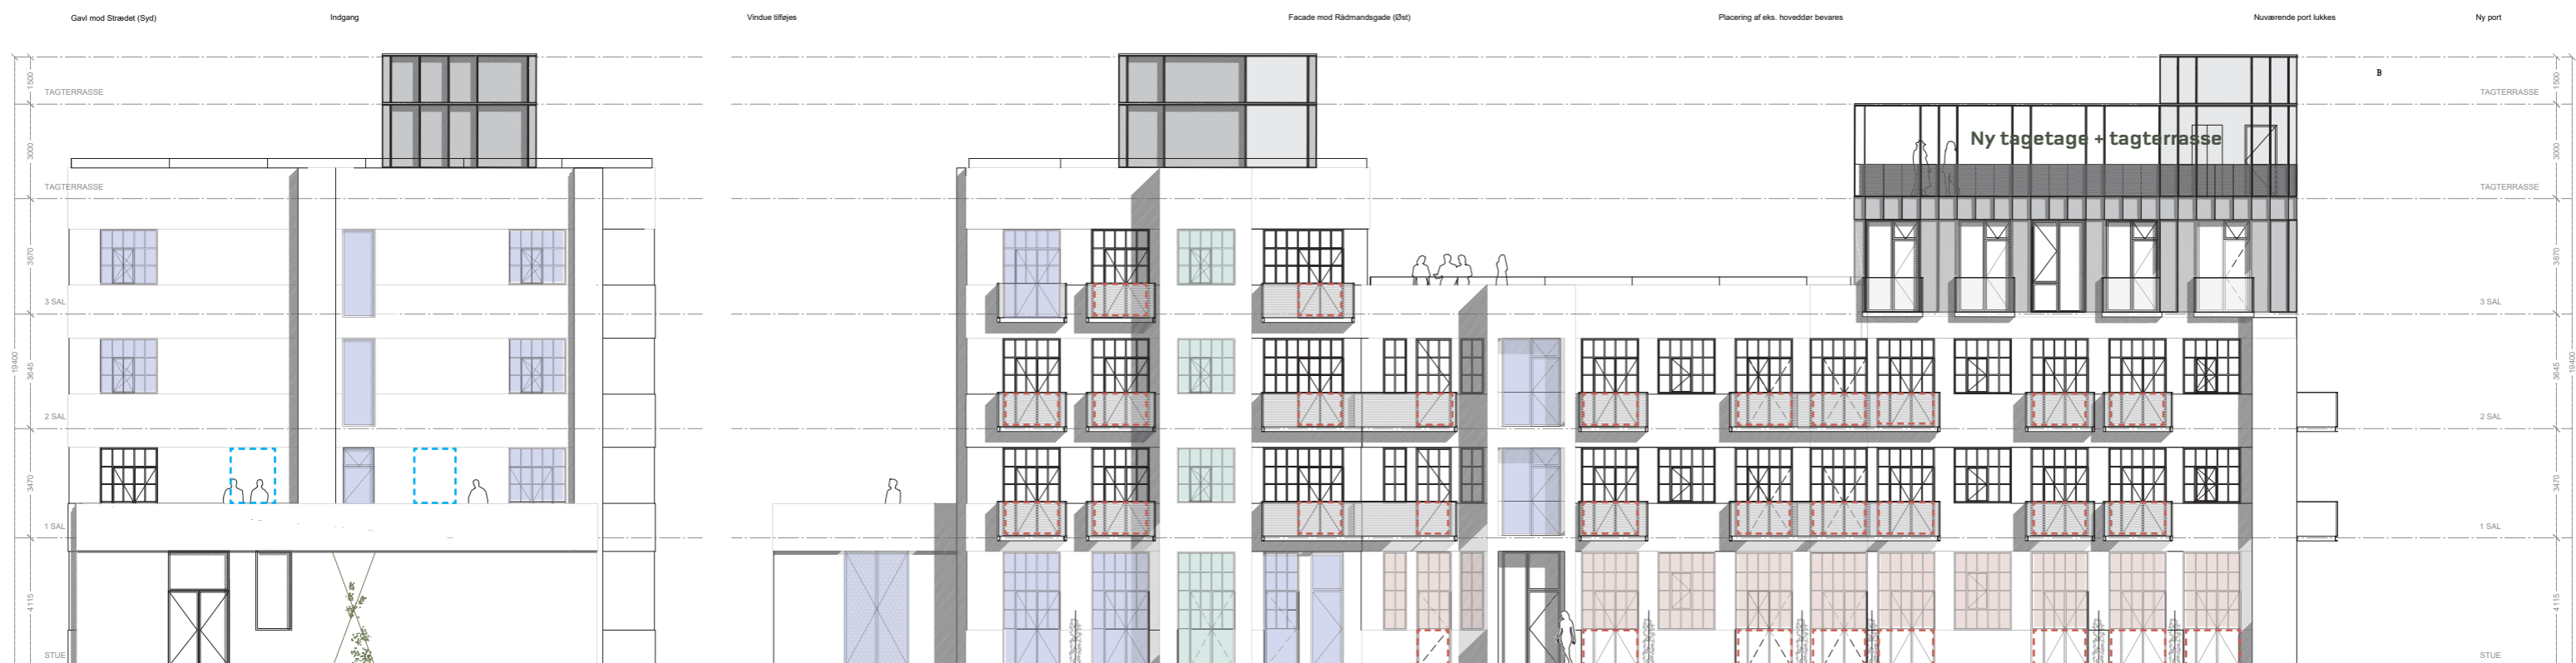 Gavl mod Strædet (Syd)
Indgang
Vindue tilføjes
Facade mod Rådmandsgade (Øst)
Placering af eks. hoveddør bevares
Nuværende port lukkes
Ny port
B
1500
TAGTERRASSE
3000
TAGTERRASSE
3670
3 SAL
19400
3645
2 SAL
3470
1 SAL
4115
STUE
Ny tagetage + tagterrasse
1500
TAGTERRASSE
3000
TAGTERRASSE
3670
3 SAL
19400
3645
2 SAL
3470
1 SAL
4115
STUE